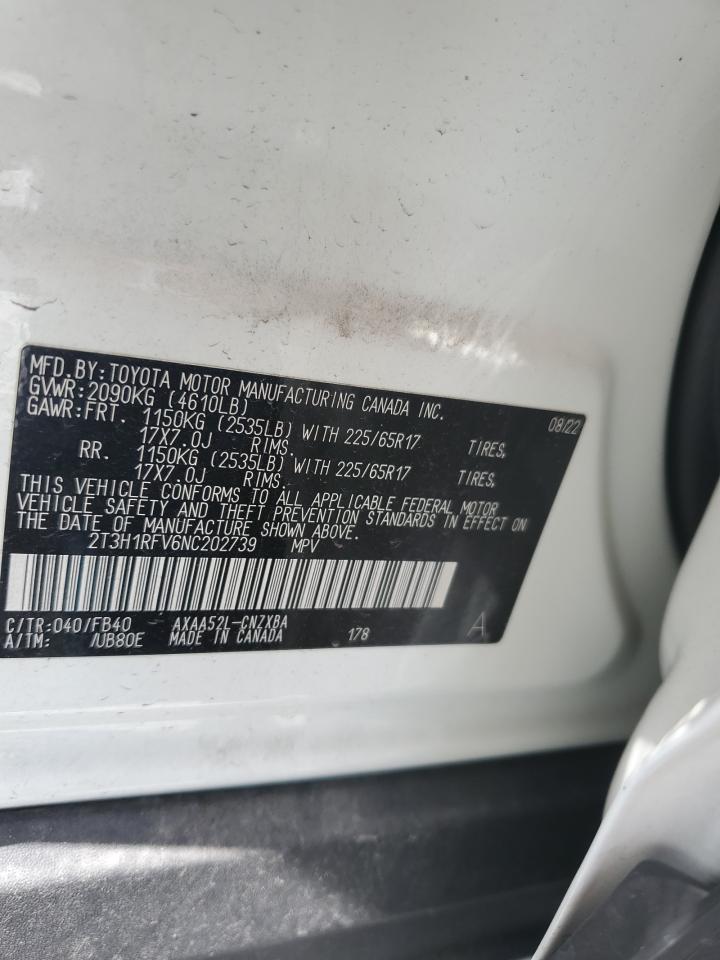 MFD.BY:TOYOTA MOTOR MANUFACTURING CANADA INC.
GVWR:2090KG (4610LB) 08/22
GAWR:FRT. 1150KG (2535LB) WITH 225/65R17 TIRES,
17X7.0J RIMS.
RR. 1150KG (2535LB) WITH 225/65R17 TIRES,
17X7.0J RIMS.
THIS VEHICLE CONFORMS TO ALL APPLICABLE FEDERAL MOTOR
VEHICLE SAFETY AND THEFT PREVENTION STANDARDS IN EFFECT ON
THE DATE OF MANUFACTURE SHOWN ABOVE.
2T3H1RFV6NC202739 MPV
C/TR:040/FB40 AXAA52L-CNZXBA
A/TM: /UB80E MADE IN CANADA 178 A